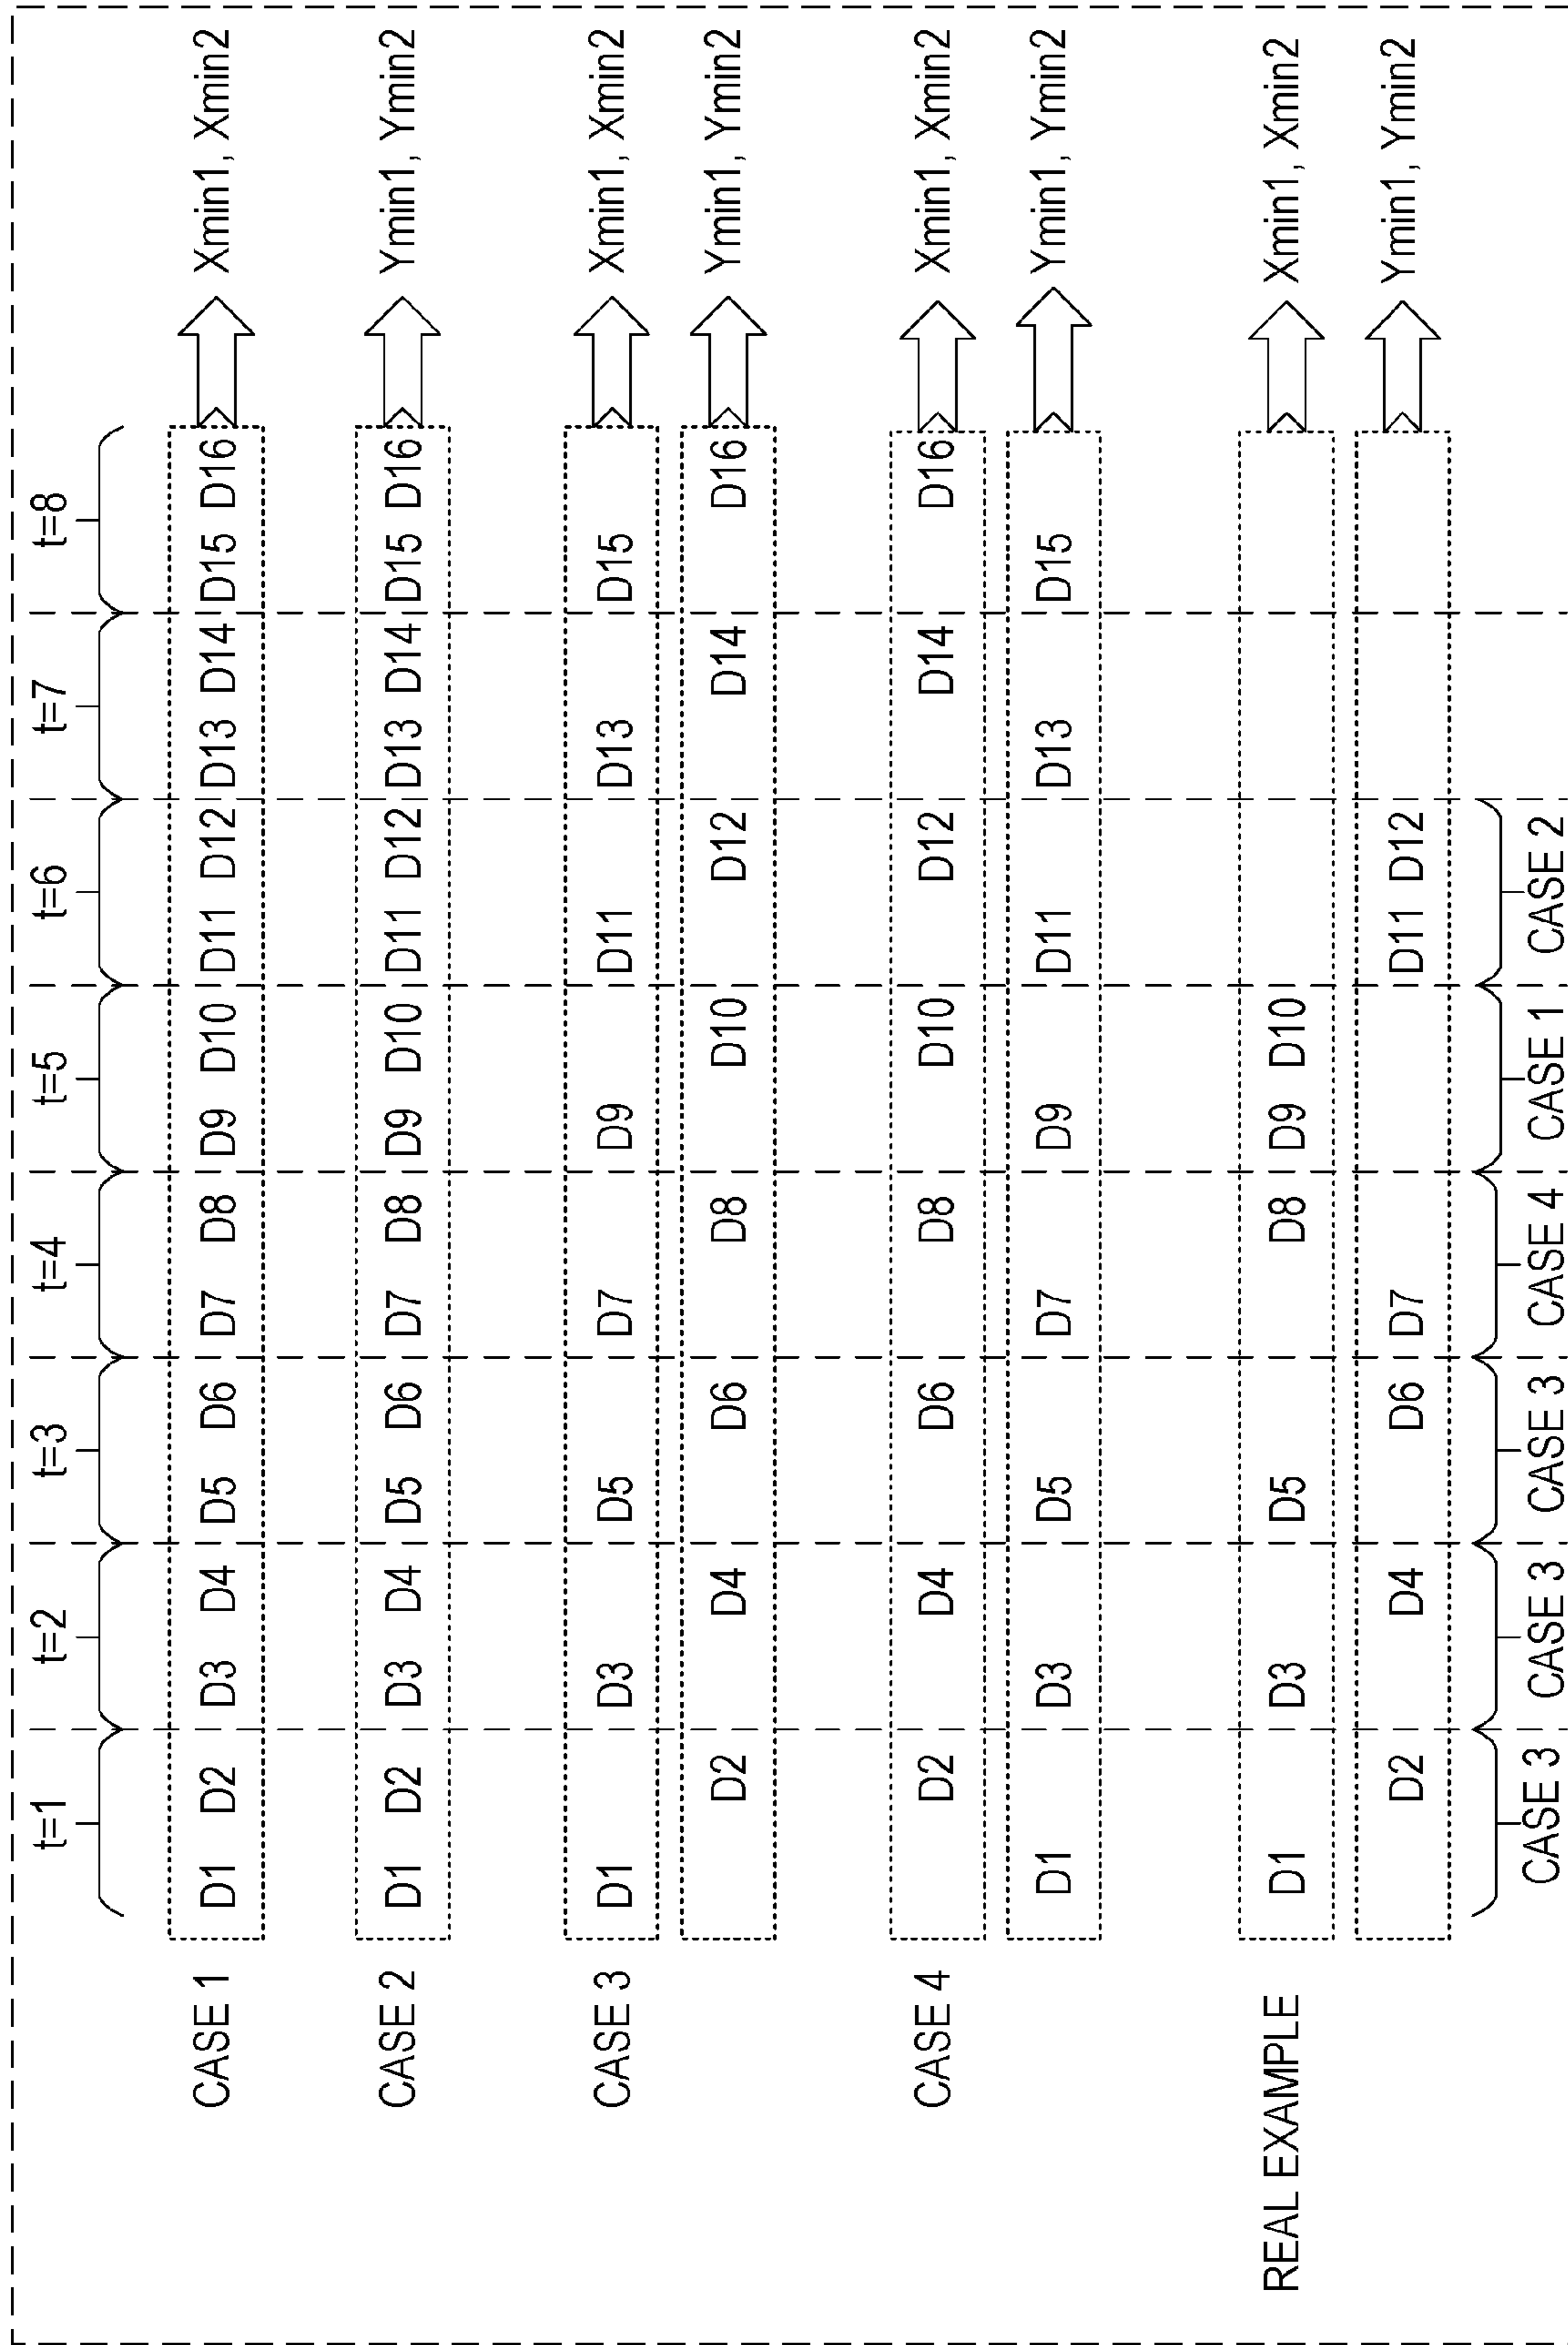 t=1 t=2 t=3 t=4 t=5 t=6 t=7 t=8
CASE 1 D1 D2 D3 D4 D5 D6 D7 D8 D9 D10 D11 D12 D13 D14 D15 D16 Xmin1, Xmin2
CASE 2 D1 D2 D3 D4 D5 D6 D7 D8 D9 D10 D11 D12 D13 D14 D15 D16 Ymin1, Ymin2
CASE 3 D1 D3 D5 D7 D9 D11 D13 D15 Xmin1, Xmin2
D2 D4 D6 D8 D10 D12 D14 D16 Ymin1, Ymin2
CASE 4 D2 D4 D6 D8 D10 D12 D14 D16 Xmin1, Xmin2
D1 D3 D5 D7 D9 D11 D13 D15 Ymin1, Ymin2
REAL EXAMPLE D1 D3 D5 D8 D9 D10 Xmin1, Xmin2
D2 D4 D6 D7 D11 D12 Ymin1, Ymin2
CASE 3 CASE 3 CASE 3 CASE 4 CASE 1 CASE 2